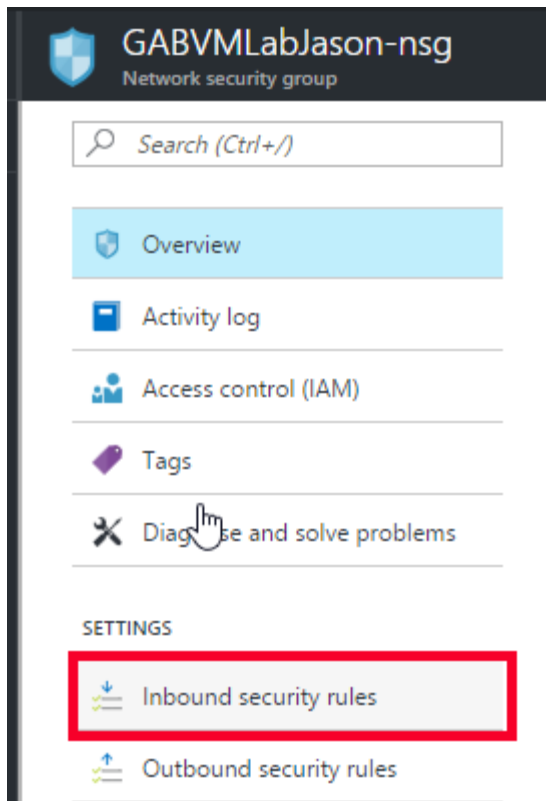 GABVMLabJason-nsg
Network security group
Search (Ctrl+/)
Overview
Activity log
Access control (IAM)
Tags
Diagnose and solve problems
SETTINGS
Inbound security rules
Outbound security rules